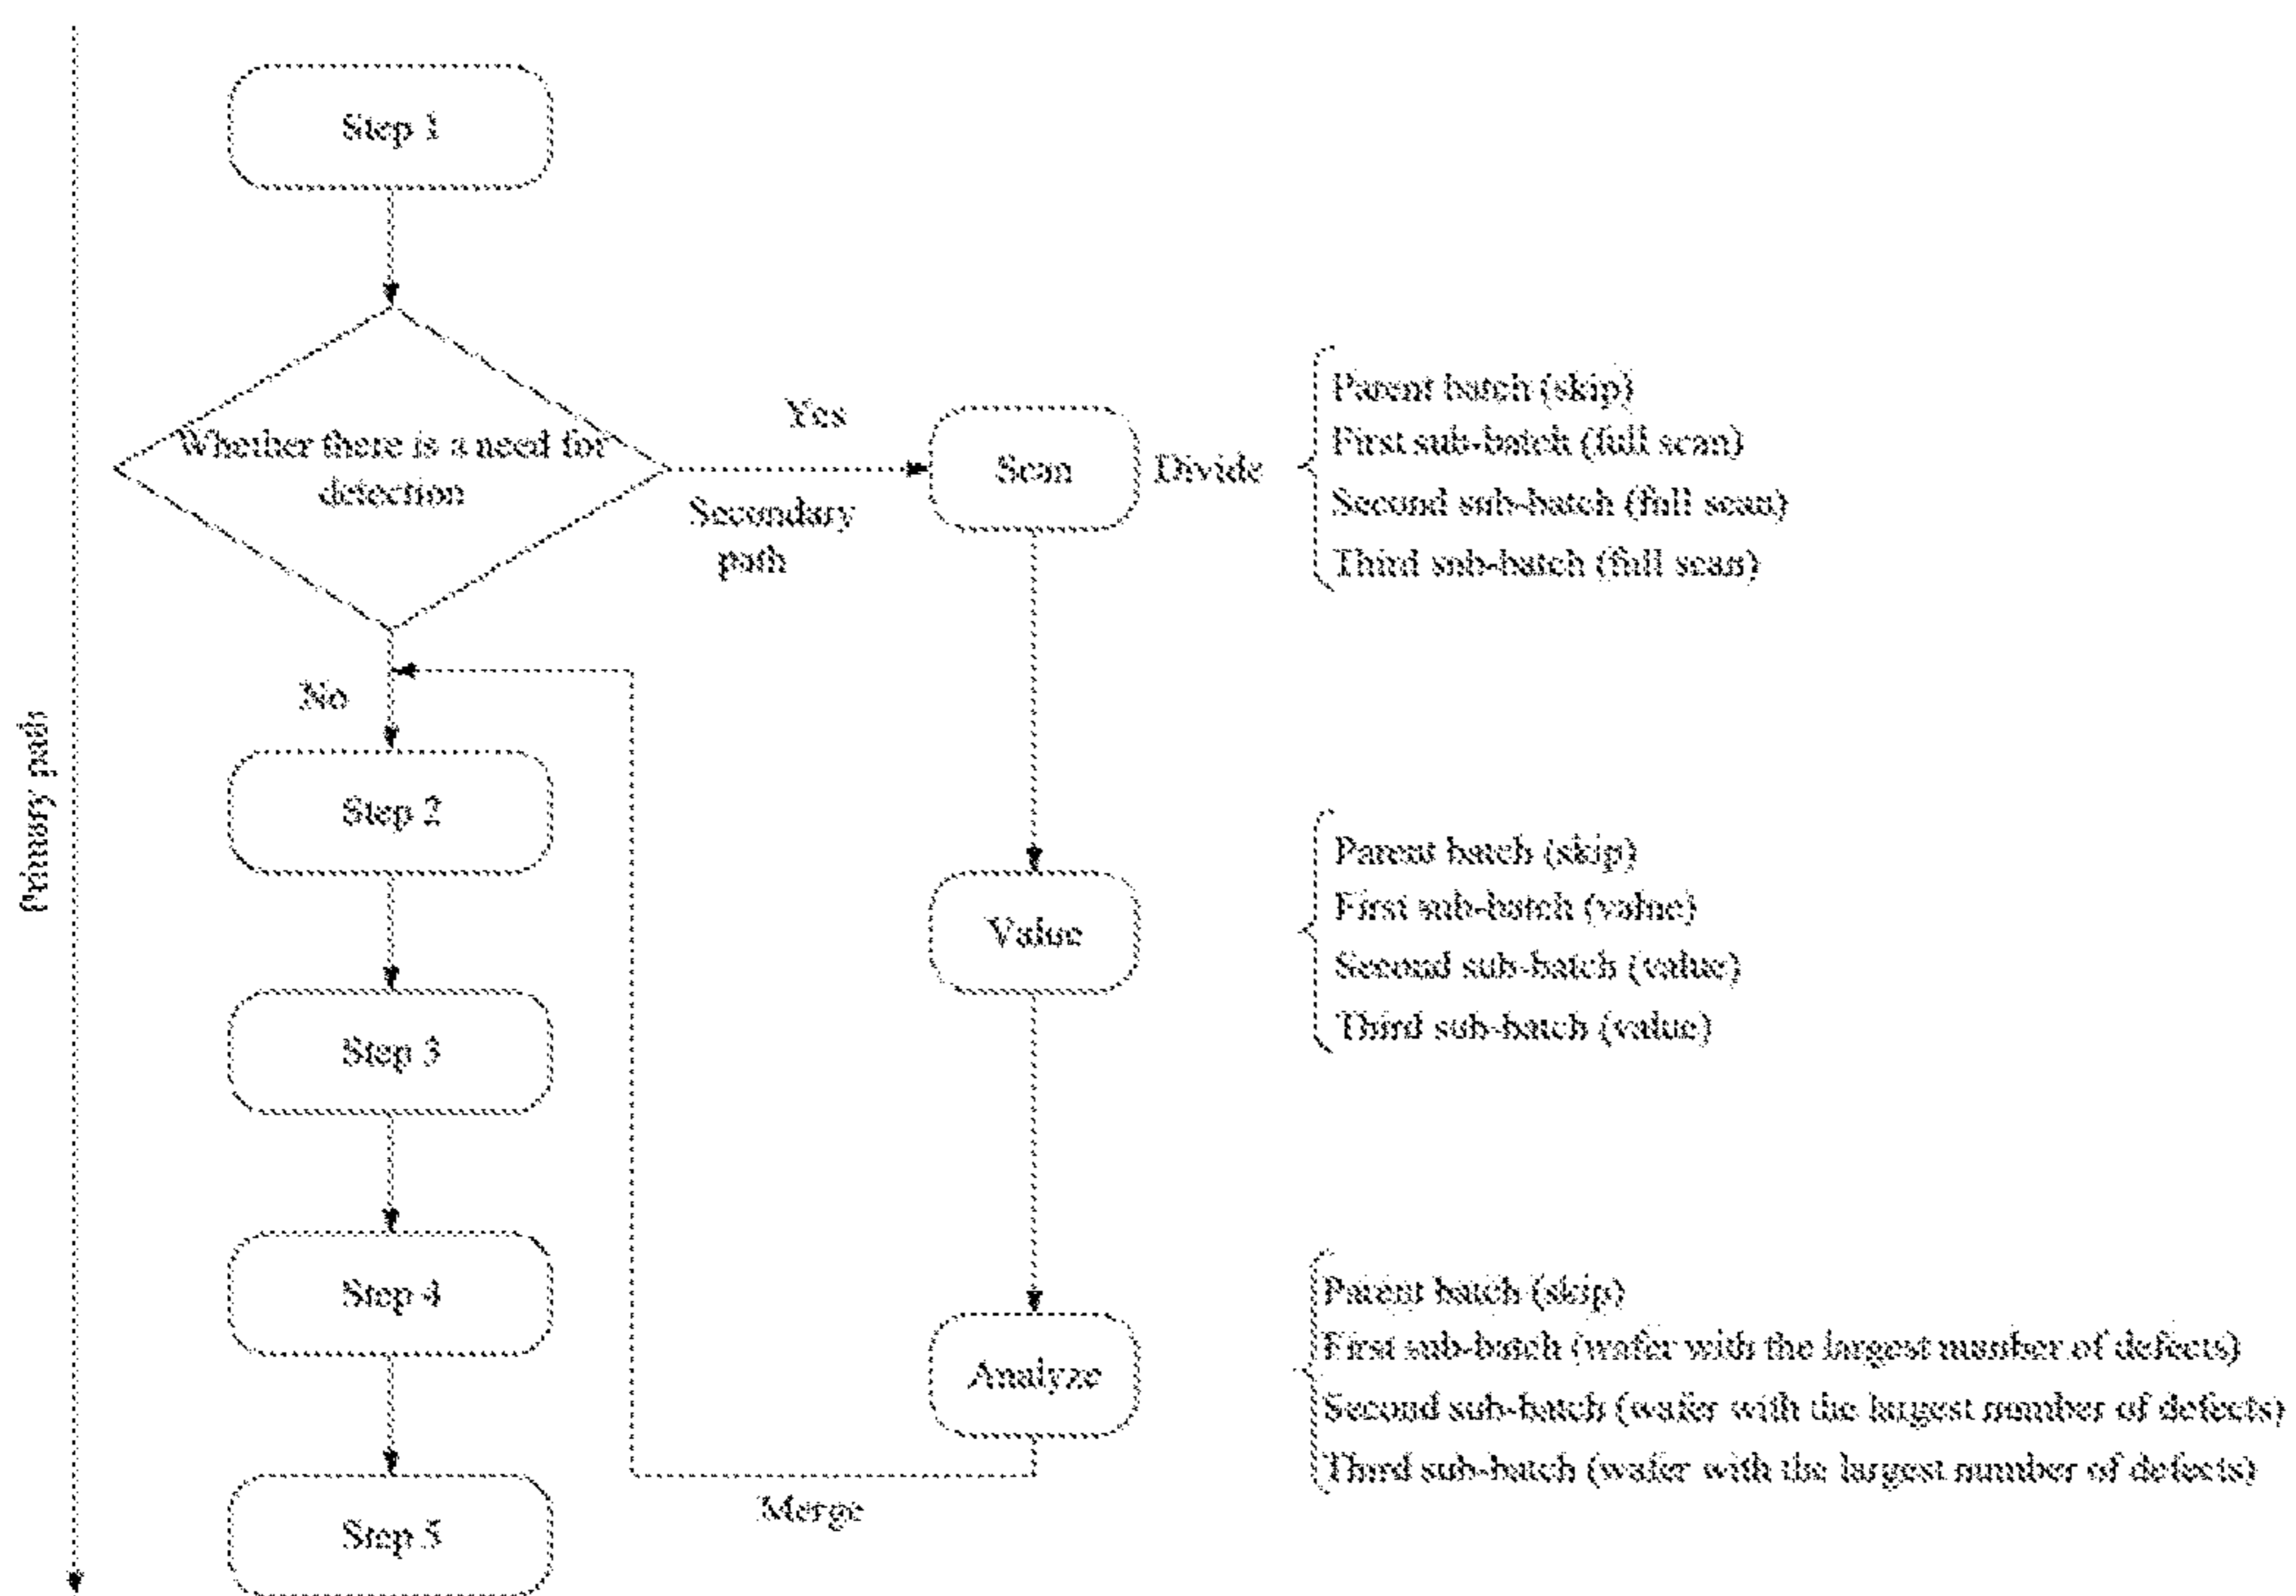 Step 1
Whether there is a need for
detection
Yes
Secondary
path
Scan
Divide
Parent batch (skip)
First sub-batch (full scan)
Second sub-batch (full scan)
Third sub-batch (full scan)
No
Primary path
Step 2
Step 3
Step 4
Step 5
Value
Parent batch (skip)
First sub-batch (value)
Second sub-batch (value)
Third sub-batch (value)
Analyze
Parent batch (skip)
First sub-batch (wafer with the largest number of defects)
Second sub-batch (wafer with the largest number of defects)
Third sub-batch (wafer with the largest number of defects)
Merge